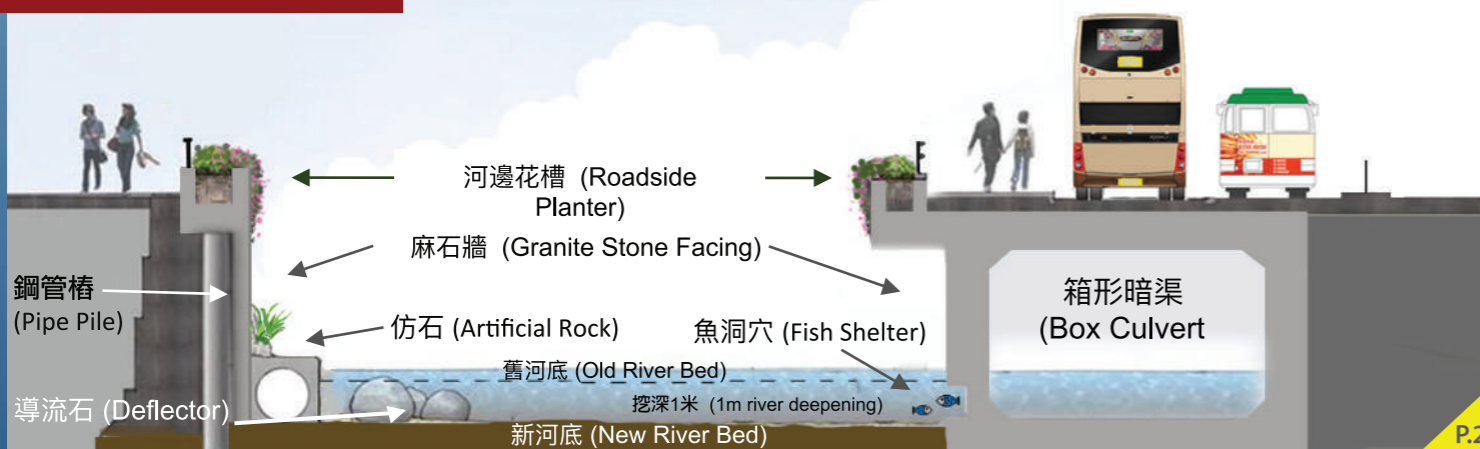 河邊花槽 (Roadside
Planter)
麻石牆 (Granite Stone Facing)
鋼管樁
(Pipe Pile)
箱形暗渠
(Box Culvert
仿石 (Artificial Rock)
魚洞穴 (Fish Shelter)
舊河底 (Old River Bed)
挖深1米 (1m river deepening)
導流石 (Deflector)
新河底 (New River Bed)
P.2